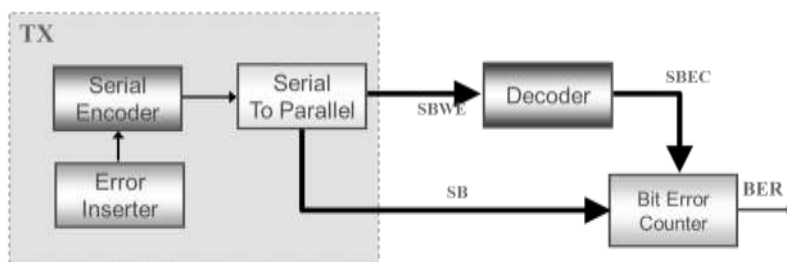 TX
Serial
Encoder
Serial
To Parallel
Error
Inserter
SBWE
Decoder
SBEC
SB
Bit Error
Counter
BER